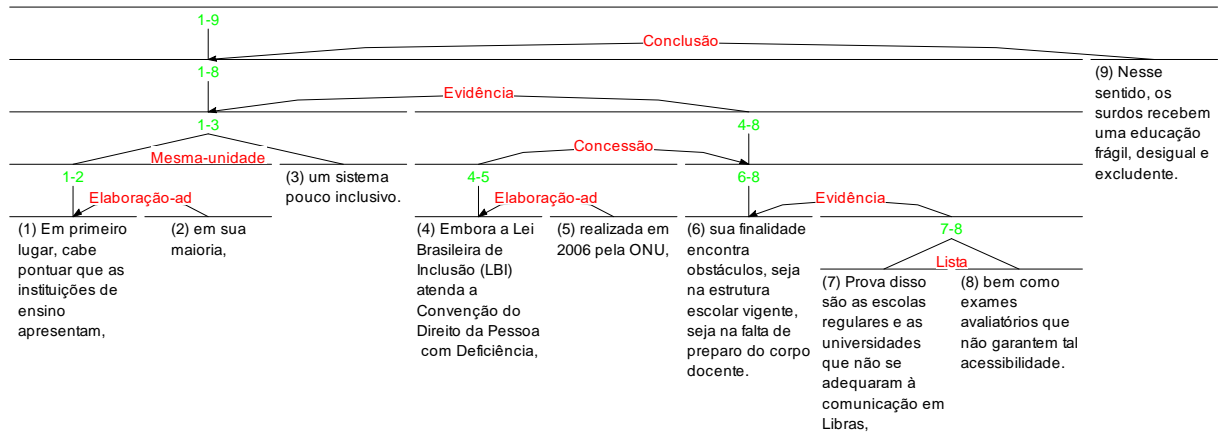 1-9
Conclusão
1-8
Evidência
1-3
4-8
Mesma-unidade
Concessão
1-2
Elaboração-ad
(3) um sistema
pouco inclusivo.
4-5
Elaboração-ad
6-8
Evidência
(1) Em primeiro
lugar, cabe
pontuar que as
instituições de
ensino
apresentam,
(2) em sua
maioria,
(4) Embora a Lei
Brasileira de
Inclusão (LBI)
atenda a
Convenção do
Direito da Pessoa
com Deficiência,
(5) realizada em
2006 pela ONU,
(6) sua finalidade
encontra
obstáculos, seja
na estrutura
escolar vigente,
seja na falta de
preparo do corpo
docente.
7-8
Lista
(7) Prova disso
são as escolas
regulares e as
universidades
que não se
adequaram à
comunicação em
Libras,
(8) bem como
exames
avaliatórios que
não garantem tal
acessibilidade.
(9) Nesse
sentido, os
surdos recebem
uma educação
frágil, desigual e
excludente.